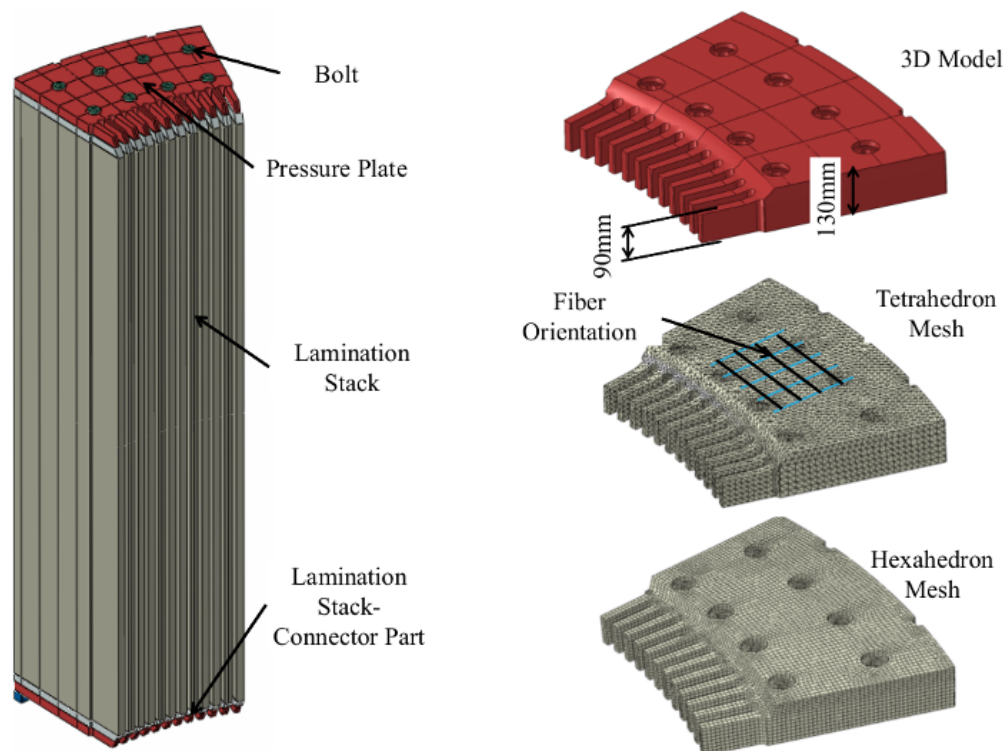 Bolt
Pressure Plate
Lamination
Stack
Lamination
Stack-
Connector Part
3D Model
130mm
90mm
Fiber
Orientation
Tetrahedron
Mesh
Hexahedron
Mesh